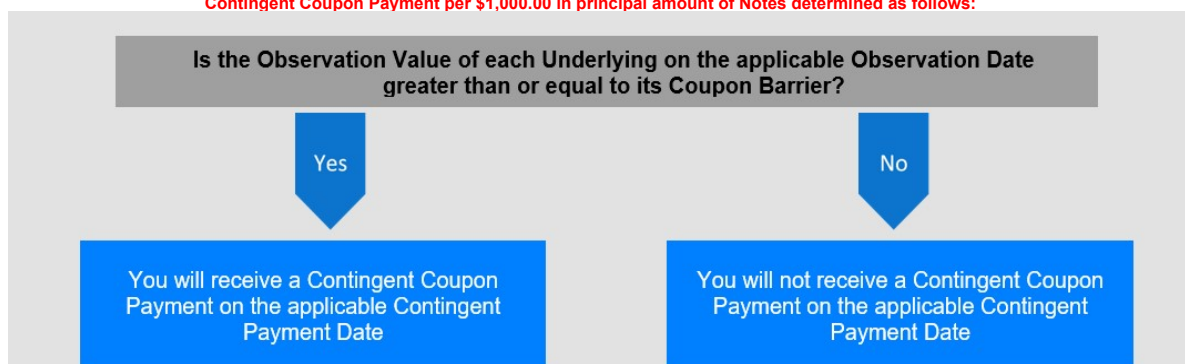 Contingent Coupon Payment per $1,000.00 in principal amount of Notes determined as follows:
Is the Observation Value of each Underlying on the applicable Observation Date
greater than or equal to its Coupon Barrier?
Yes
No
You will receive a Contingent Coupon
Payment on the applicable Contingent
Payment Date
You will not receive a Contingent Coupon
Payment on the applicable Contingent
Payment Date